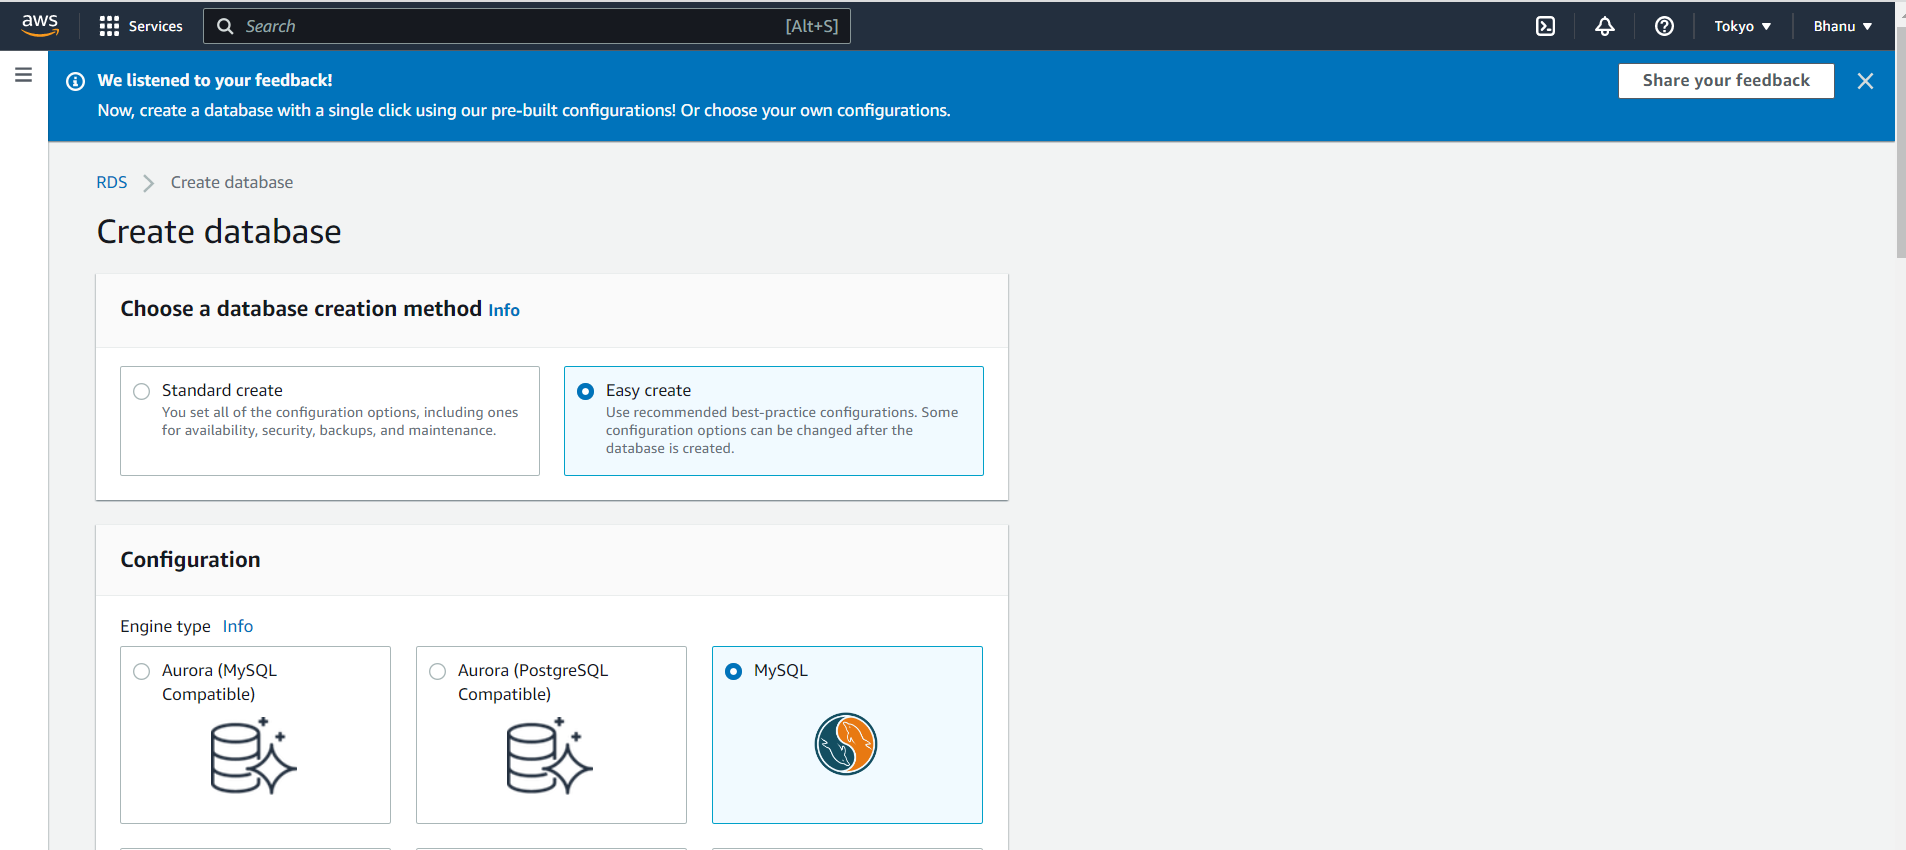 aws Services Search [Alt+S] Tokyo Bhanu
We listened to your feedback! Share your feedback
Now, create a database with a single click using our pre-built configurations! Or choose your own configurations.
RDS Create database
Create database
Choose a database creation method Info
Standard create
You set all of the configuration options, including ones
for availability, security, backups, and maintenance.
Easy create
Use recommended best-practice configurations. Some
configuration options can be changed after the
database is created.
Configuration
Engine type Info
Aurora (MySQL
Compatible)
Aurora (PostgreSQL
Compatible)
MySQL